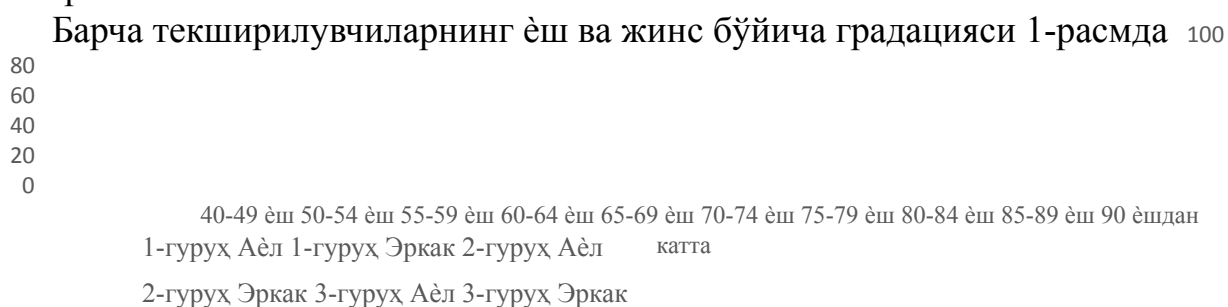 Барча текширилувчиларнинг ѐш ва жинс бўйича градацияси 1-расмда 100
80
60
40
20
0
40-49 ѐш 50-54 ѐш 55-59 ѐш 60-64 ѐш 65-69 ѐш 70-74 ѐш 75-79 ѐш 80-84 ѐш 85-89 ѐш 90 ѐшдан
1-гуруҳ Аѐл 1-гуруҳ Эркак 2-гуруҳ Аѐл катта
2-гуруҳ Эркак 3-гуруҳ Аѐл 3-гуруҳ Эркак